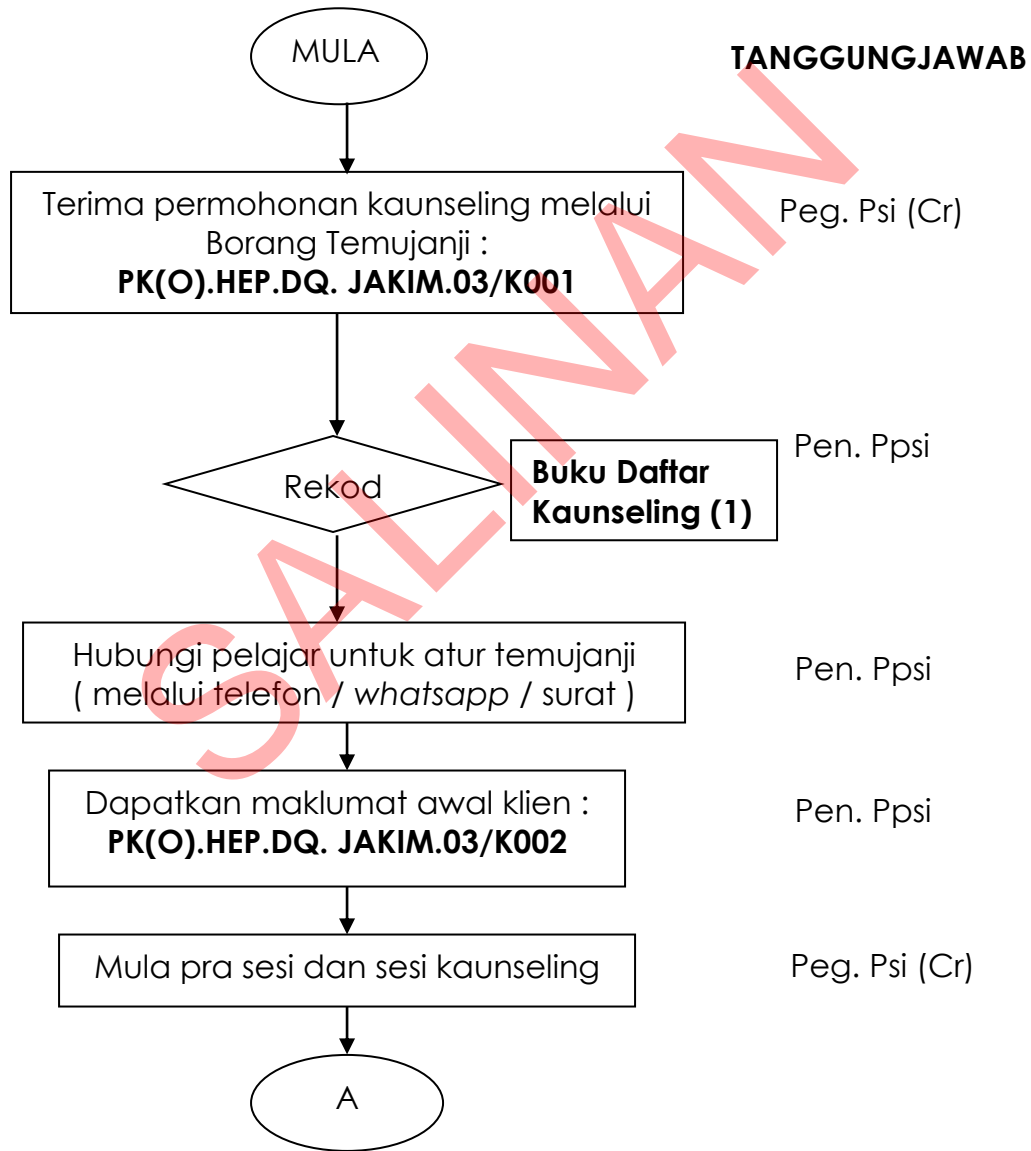 MULA
TANGGUNGJAWAB
Terima permohonan kaunseling melalui
Borang Temujanji :
PK(O).HEP.DQ. JAKIM.03/K001
Peg. Psi (Cr)
Rekod
Buku Daftar
Kaunseling (1)
Pen. Ppsi
Hubungi pelajar untuk atur temujanji
( melalui telefon / whatsapp / surat )
Pen. Ppsi
Dapatkan maklumat awal klien :
PK(O).HEP.DQ. JAKIM.03/K002
Pen. Ppsi
Mula pra sesi dan sesi kaunseling
Peg. Psi (Cr)
A
SALINAN